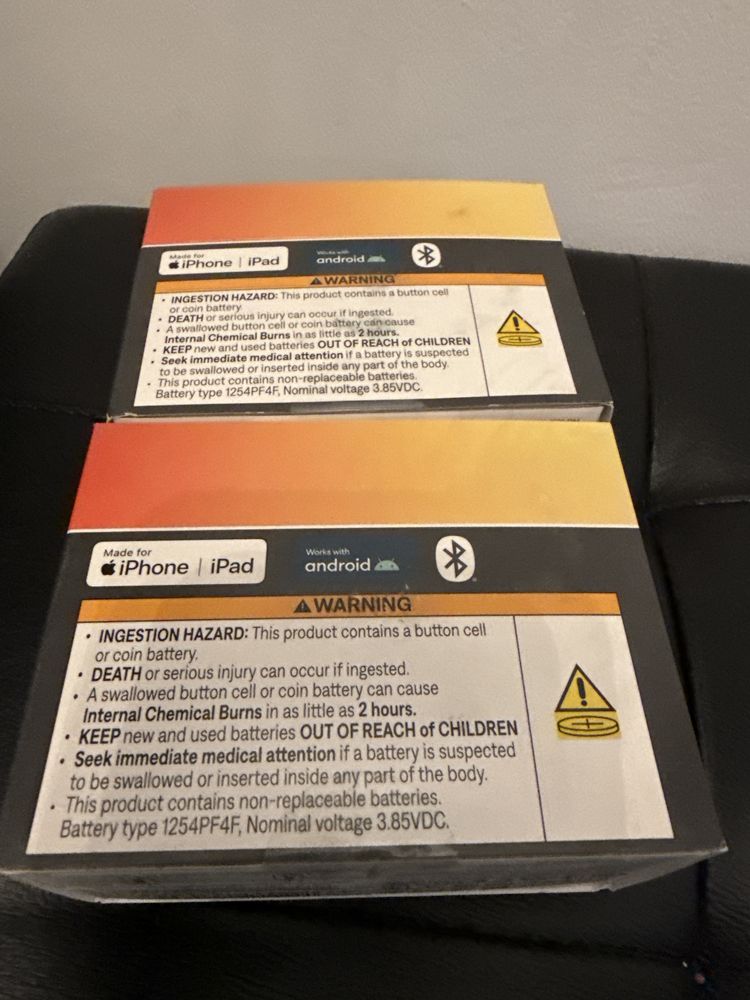 Made for
iPhone | iPad
Works with
android
WARNING
• INGESTION HAZARD: This product contains a button cell
or coin battery.
• DEATH or serious injury can occur if ingested.
• A swallowed button cell or coin battery can cause
Internal Chemical Burns in as little as 2 hours.
• KEEP new and used batteries OUT OF REACH of CHILDREN
• Seek immediate medical attention if a battery is suspected
to be swallowed or inserted inside any part of the body.
• This product contains non-replaceable batteries.
Battery type 1254PF4F, Nominal voltage 3.85VDC.
Made for
iPhone | iPad
Works with
android
WARNING
• INGESTION HAZARD: This product contains a button cell
or coin battery.
• DEATH or serious injury can occur if ingested.
• A swallowed button cell or coin battery can cause
Internal Chemical Burns in as little as 2 hours.
• KEEP new and used batteries OUT OF REACH of CHILDREN
• Seek immediate medical attention if a battery is suspected
to be swallowed or inserted inside any part of the body.
• This product contains non-replaceable batteries.
Battery type 1254PF4F, Nominal voltage 3.85VDC.